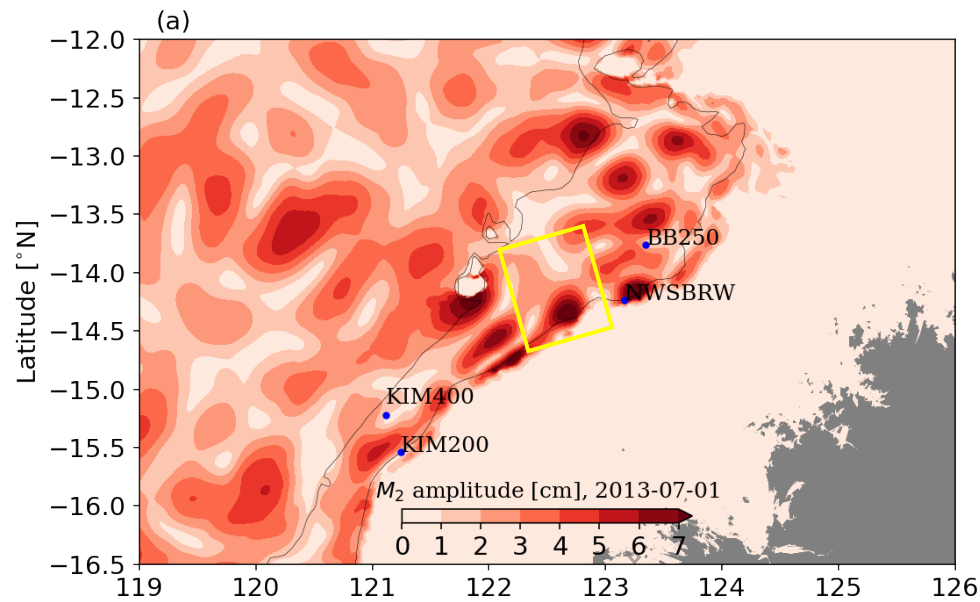 (a)
−12.0
−12.5
−13.0
−13.5
−14.0
−14.5
−15.0
−15.5
−16.0
−16.5
Latitude [°N]
BB250
NWSBRW
KIM400
KIM200
M₂ amplitude [cm], 2013-07-01
0 1 2 3 4 5 6 7
119 120 121 122 123 124 125 126